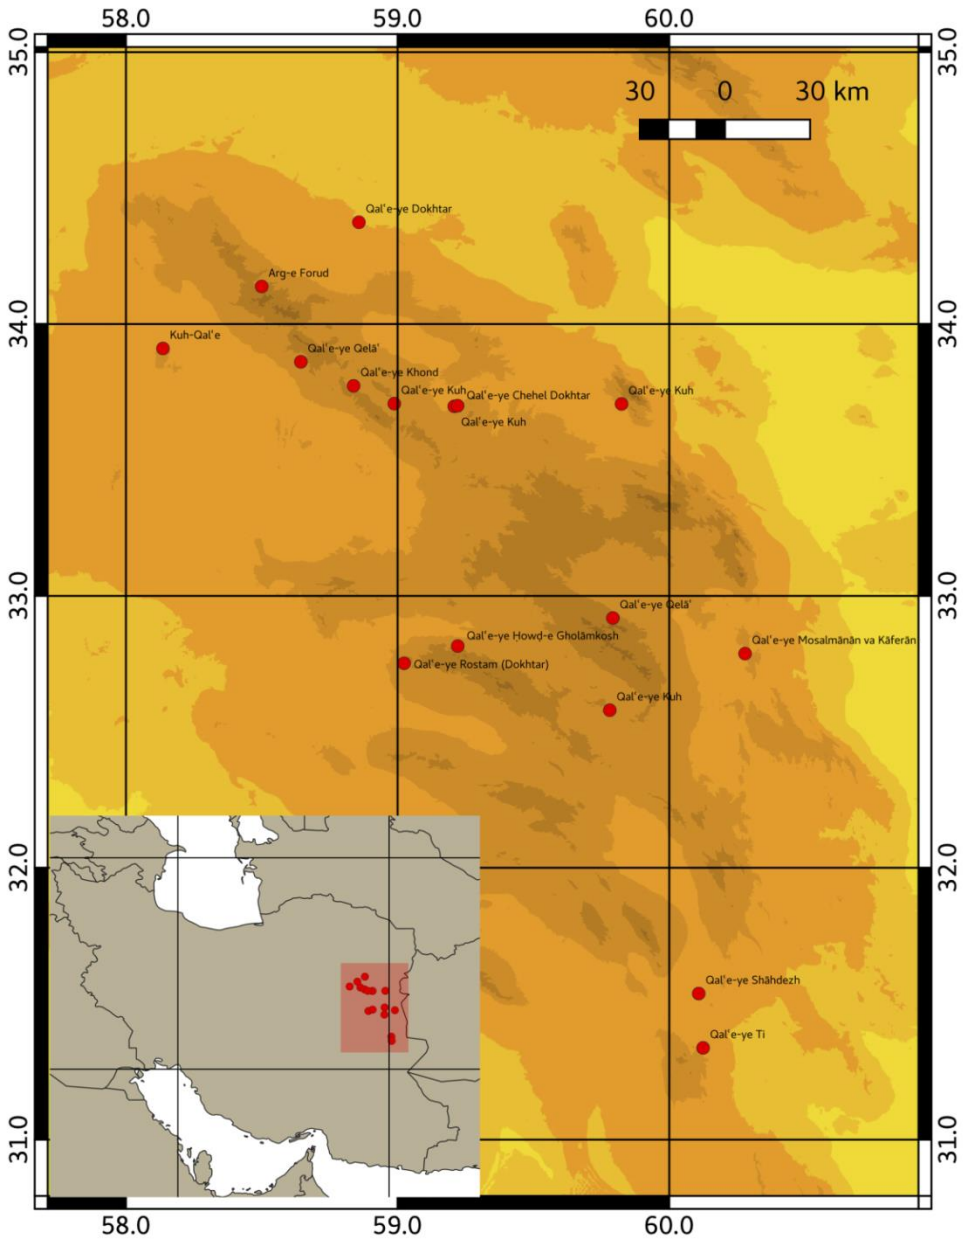 58.0 59.0 60.0
35.0 35.0
30 0 30 km
Qal'e-ye Dokhtar
Arg-e Forud
34.0 34.0
Kuh-Qal'e
Qal'e-ye Qelā'
Qal'e-ye Khond
Qal'e-ye Kuh
Qal'e-ye Chehel Dokhtar
Qal'e-ye Kuh
Qal'e-ye Kuh
33.0 33.0
Qal'e-ye Qelā'
Qal'e-ye Ḥowḍ-e Gholāmkosh
Qal'e-ye Mosalmānān va Kāferān
Qal'e-ye Rostam (Dokhtar)
Qal'e-ye Kuh
32.0 32.0
Qal'e-ye Shāhdezh
Qal'e-ye Ti
31.0 31.0
58.0 59.0 60.0